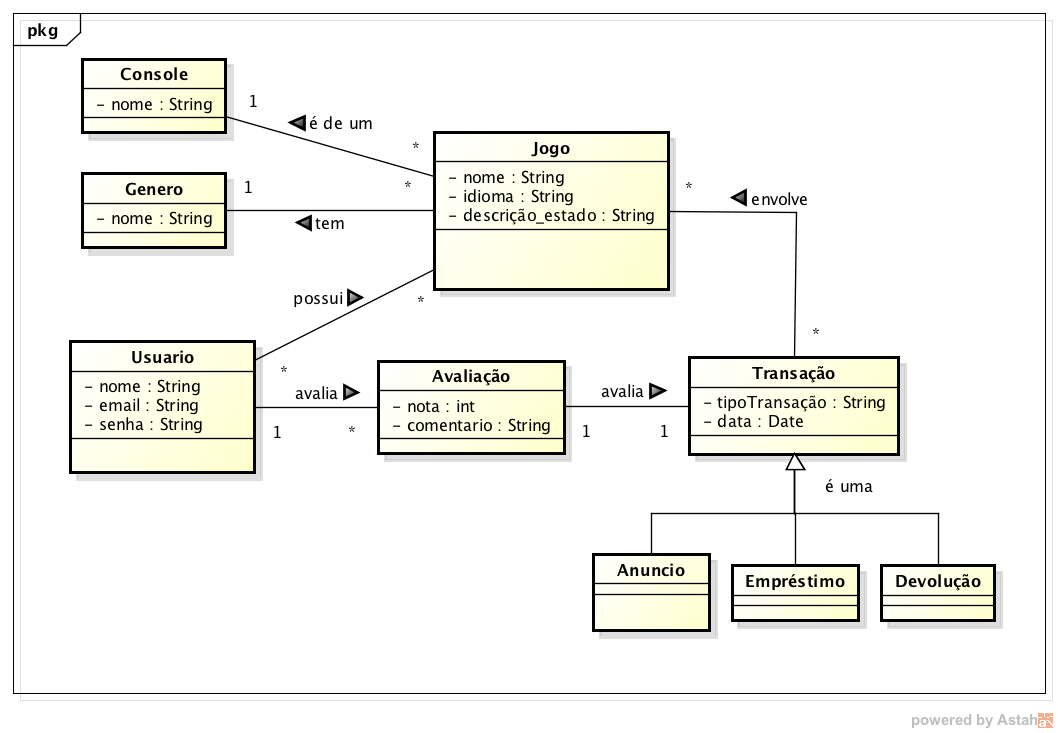 pkg
Console
- nome : String
1
é de um
*
Jogo
- nome : String
- idioma : String
- descrição_estado : String
Genero
- nome : String
1
*
tem
*
envolve
possui
*
*
Usuario
- nome : String
- email : String
- senha : String
*
avalia
1
*
Avaliação
- nota : int
- comentario : String
avalia
1
1
Transação
- tipoTransação : String
- data : Date
é uma
Anuncio
Empréstimo
Devolução
powered by Astah